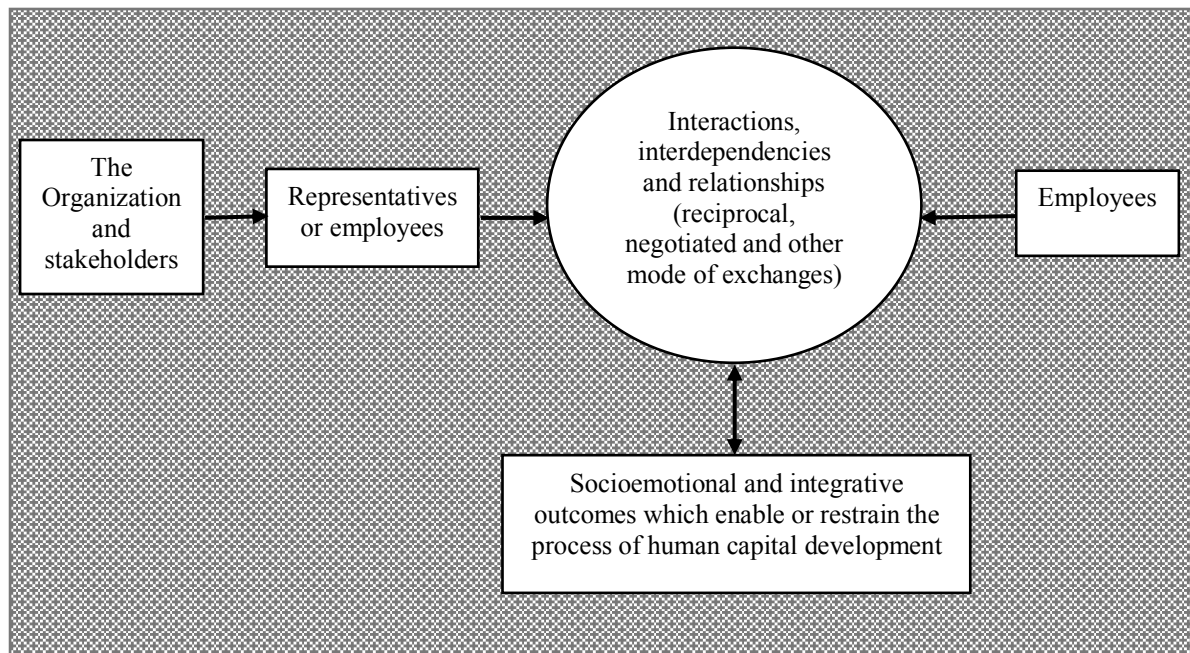 The
Organization
and
stakeholders
Representatives
or employees
Interactions,
interdependencies
and relationships
(reciprocal,
negotiated and other
mode of exchanges)
Employees
Socioemotional and integrative
outcomes which enable or restrain the
process of human capital development